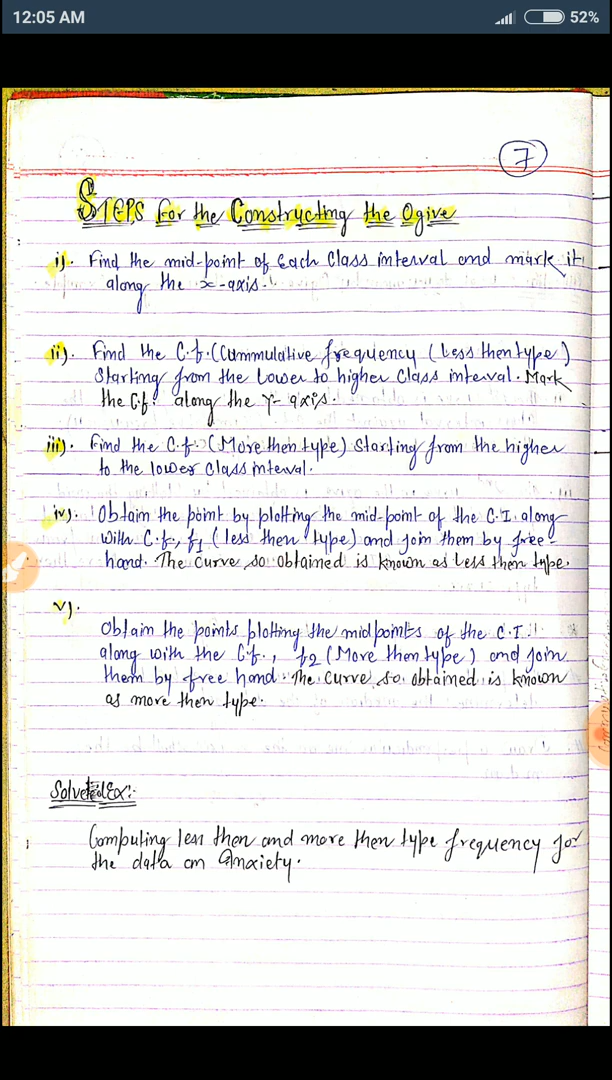 12:05 AM
52%
7
STEPS for the Constructing the Ogive
i). Find the mid-point of Each Class interval and mark it
along the x-axis.
ii). Find the C.f. (Cummulative frequency (Less then type)
Starting from the Lower to higher Class interval. Mark
the C.f. along the Y-axis.
iii). Find the C.f. (More then type) Starting from the higher
to the lower Class interval.
iv). Obtain the point by plotting the mid-point of the C.I. along
with C.f., f1 (less then type) and join them by free-
hand. The curve so obtained is known as Less then type.
v).
Obtain the points plotting the midpoints of the C.I.
along with the C.f., f2 (More then type) and join
them by free hand. The curve so obtained is known
as more then type.
Solved Ex:-
Computing less then and more then type frequency for
the data on Anxiety.